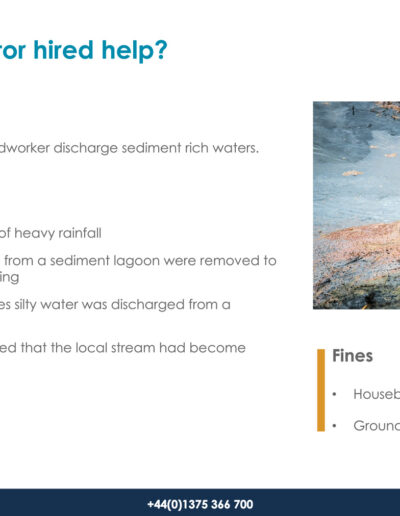 or hired help?
dworker discharge sediment rich waters.
of heavy rainfall
from a sediment lagoon were removed to
ing
es silty water was discharged from a
ed that the local stream had become
Fines
• Houseb
• Ground
+44(0)1375 366 700